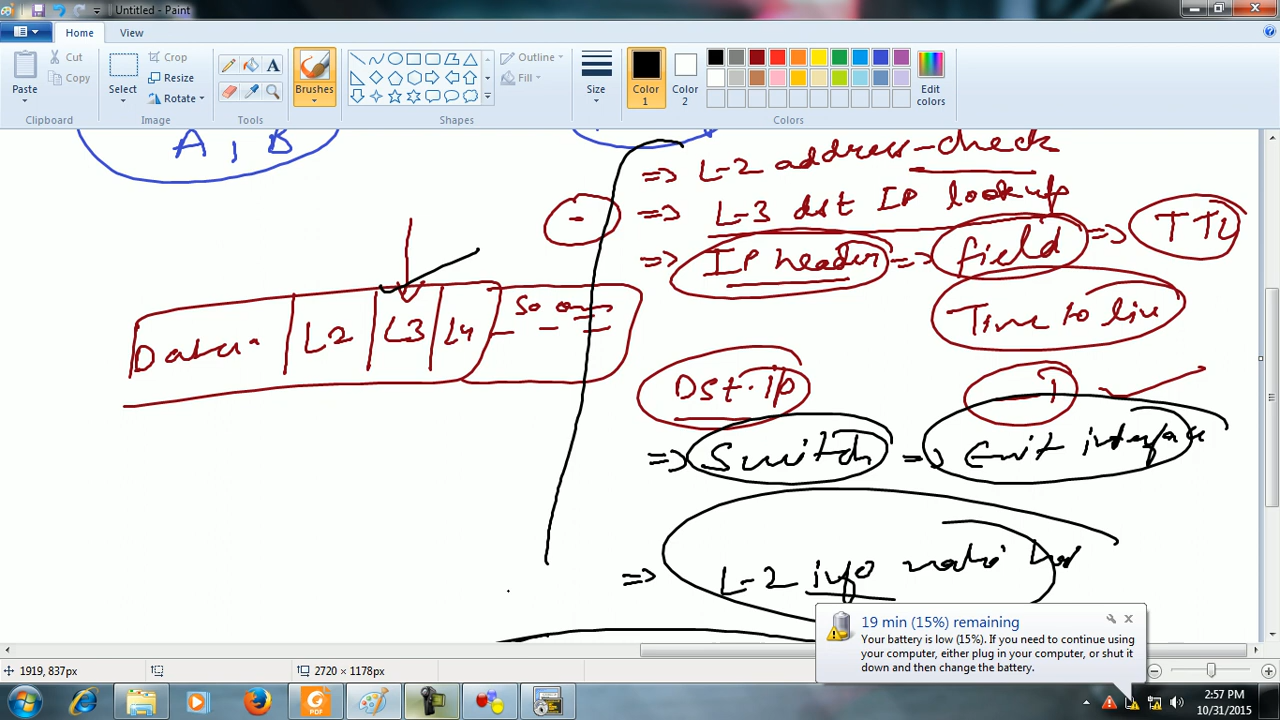 Untitled - Paint
Home
View
Paste
Cut
Copy
Clipboard
Select
Crop
Resize
Rotate
Image
A
Tools
Brushes
Outline
Fill
Shapes
Size
Color 1
Color 2
Edit colors
Colors
A , B
=> L-2 address-check
=> L-3 dst IP lookup
=> IP header => field => TTL
Time to live
Data L2 L3 L4 So on
Dst.ip -1
=> Switch => Exit interface
=> L-2 info
19 min (15%) remaining
Your battery is low (15%). If you need to continue using
your computer, either plug in your computer, or shut it
down and then change the battery.
1919, 837px
2720 × 1178px
PDF
2:57 PM
10/31/2015